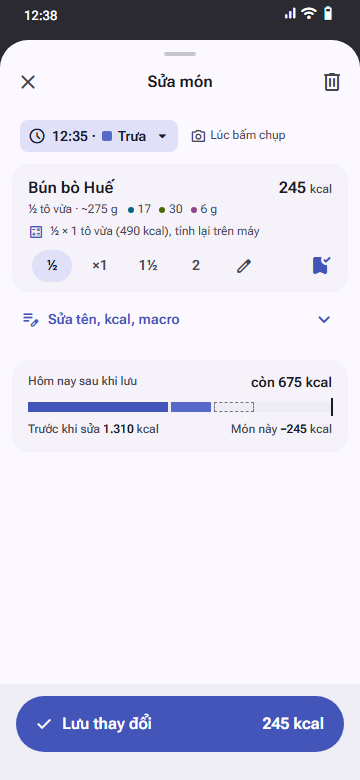 12:38
Sửa món
12:35 · Trưa
Lúc bấm chụp
Bún bò Huế
245 kcal
½ tô vừa · ~275 g 17 30 6 g
½ × 1 tô vừa (490 kcal), tính lại trên máy
½ ×1 1½ 2
Sửa tên, kcal, macro
Hôm nay sau khi lưu
còn 675 kcal
Trước khi sửa 1.310 kcal
Món này −245 kcal
Lưu thay đổi
245 kcal